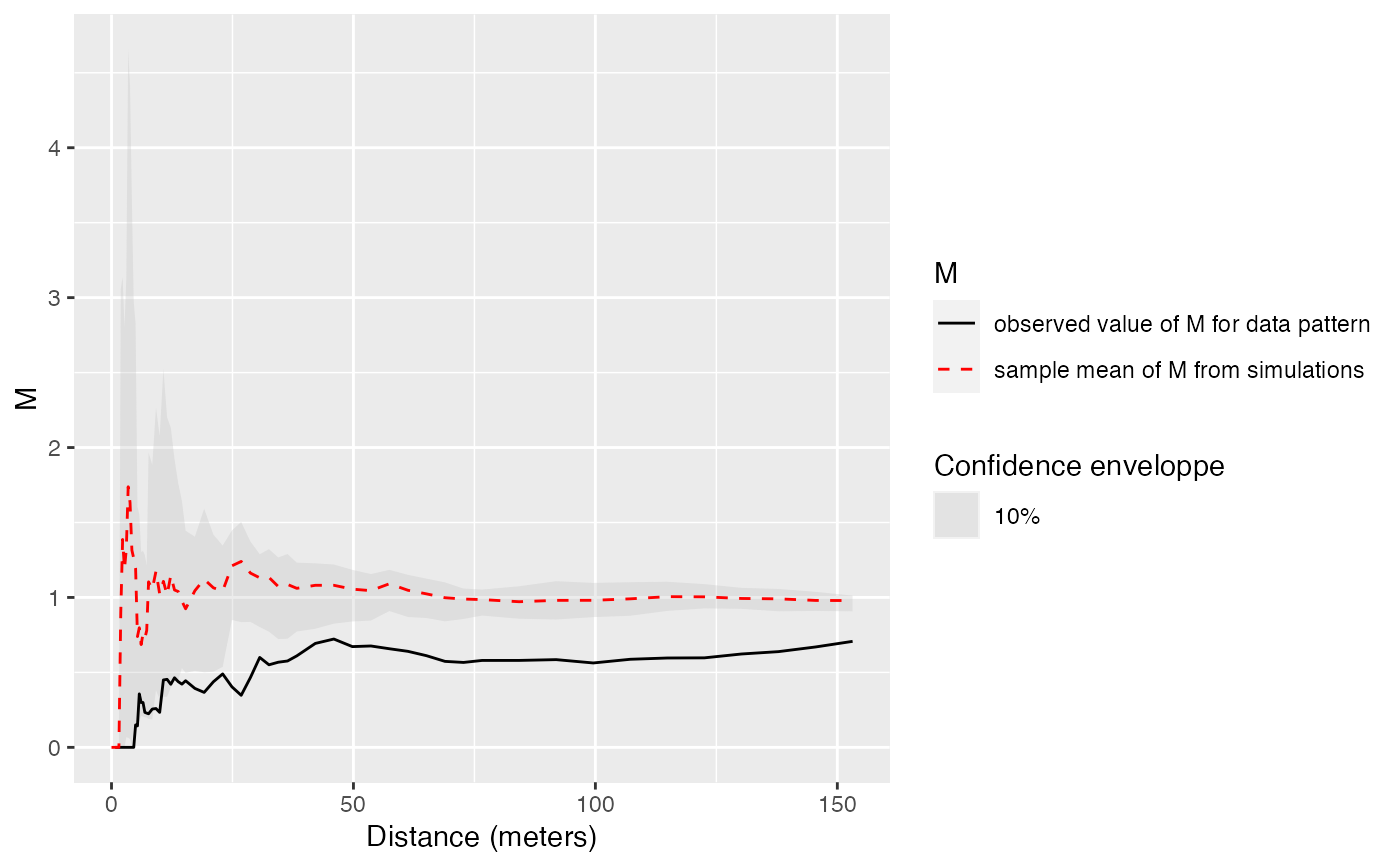 4
3
2
1
0
M
0
50
100
150
Distance (meters)
M
observed value of M for data pattern
sample mean of M from simulations
Confidence enveloppe
10%